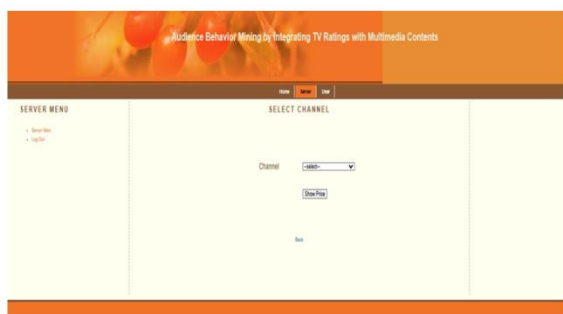 Audience Behavior Mining by Integrating TV Ratings with Multimedia Contents
Home Server User
SERVER MENU
Server Main
Log Out
SELECT CHANNEL
Channel --select--
Show Price
Back